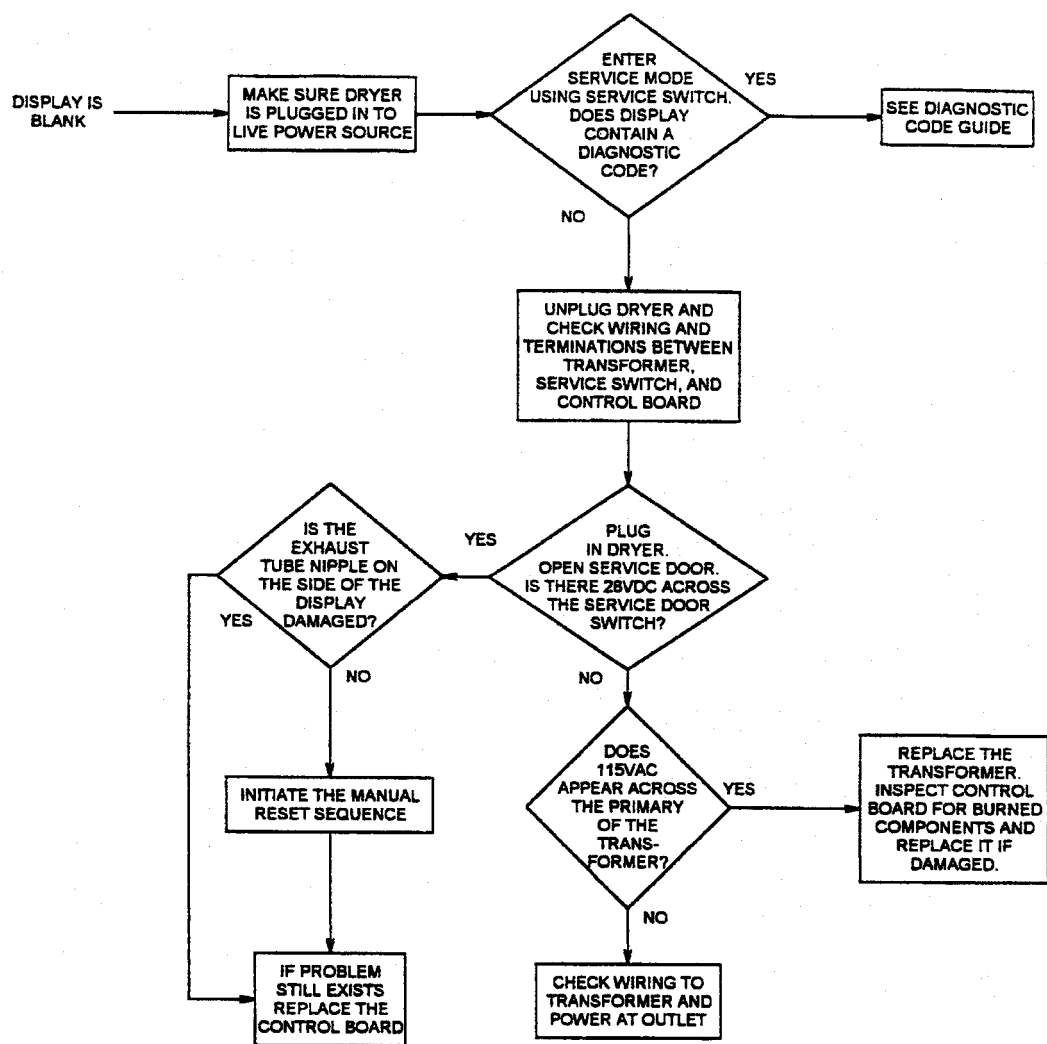 DISPLAY IS
BLANK
MAKE SURE DRYER
IS PLUGGED IN TO
LIVE POWER SOURCE
ENTER
SERVICE MODE
USING SERVICE SWITCH.
DOES DISPLAY
CONTAIN A
DIAGNOSTIC
CODE?
YES
SEE DIAGNOSTIC
CODE GUIDE
NO
UNPLUG DRYER AND
CHECK WIRING AND
TERMINATIONS BETWEEN
TRANSFORMER,
SERVICE SWITCH, AND
CONTROL BOARD
PLUG
IN DRYER.
OPEN SERVICE DOOR.
IS THERE 28VDC ACROSS
THE SERVICE DOOR
SWITCH?
YES
IS THE
EXHAUST
TUBE NIPPLE ON
THE SIDE OF THE
DISPLAY
DAMAGED?
YES
NO
INITIATE THE MANUAL
RESET SEQUENCE
IF PROBLEM
STILL EXISTS
REPLACE THE
CONTROL BOARD
NO
DOES
115VAC
APPEAR ACROSS
THE PRIMARY
OF THE
TRANS-
FORMER?
YES
REPLACE THE
TRANSFORMER.
INSPECT CONTROL
BOARD FOR BURNED
COMPONENTS AND
REPLACE IT IF
DAMAGED.
NO
CHECK WIRING TO
TRANSFORMER AND
POWER AT OUTLET